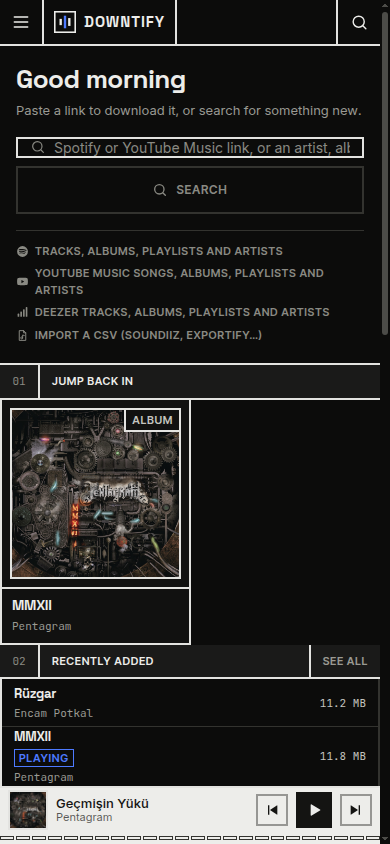 DOWNTIFY
Good morning
Paste a link to download it, or search for something new.
Spotify or YouTube Music link, or an artist, alb
SEARCH
TRACKS, ALBUMS, PLAYLISTS AND ARTISTS
YOUTUBE MUSIC SONGS, ALBUMS, PLAYLISTS AND
ARTISTS
DEEZER TRACKS, ALBUMS, PLAYLISTS AND ARTISTS
IMPORT A CSV (SOUNDIIZ, EXPORTIFY...)
01 JUMP BACK IN
ALBUM
Pentagram
MMXII
MMXII
Pentagram
02 RECENTLY ADDED SEE ALL
Rüzgar
Encam Potkal
11.2 MB
MMXII
PLAYING
Pentagram
11.8 MB
Geçmişin Yükü
Pentagram